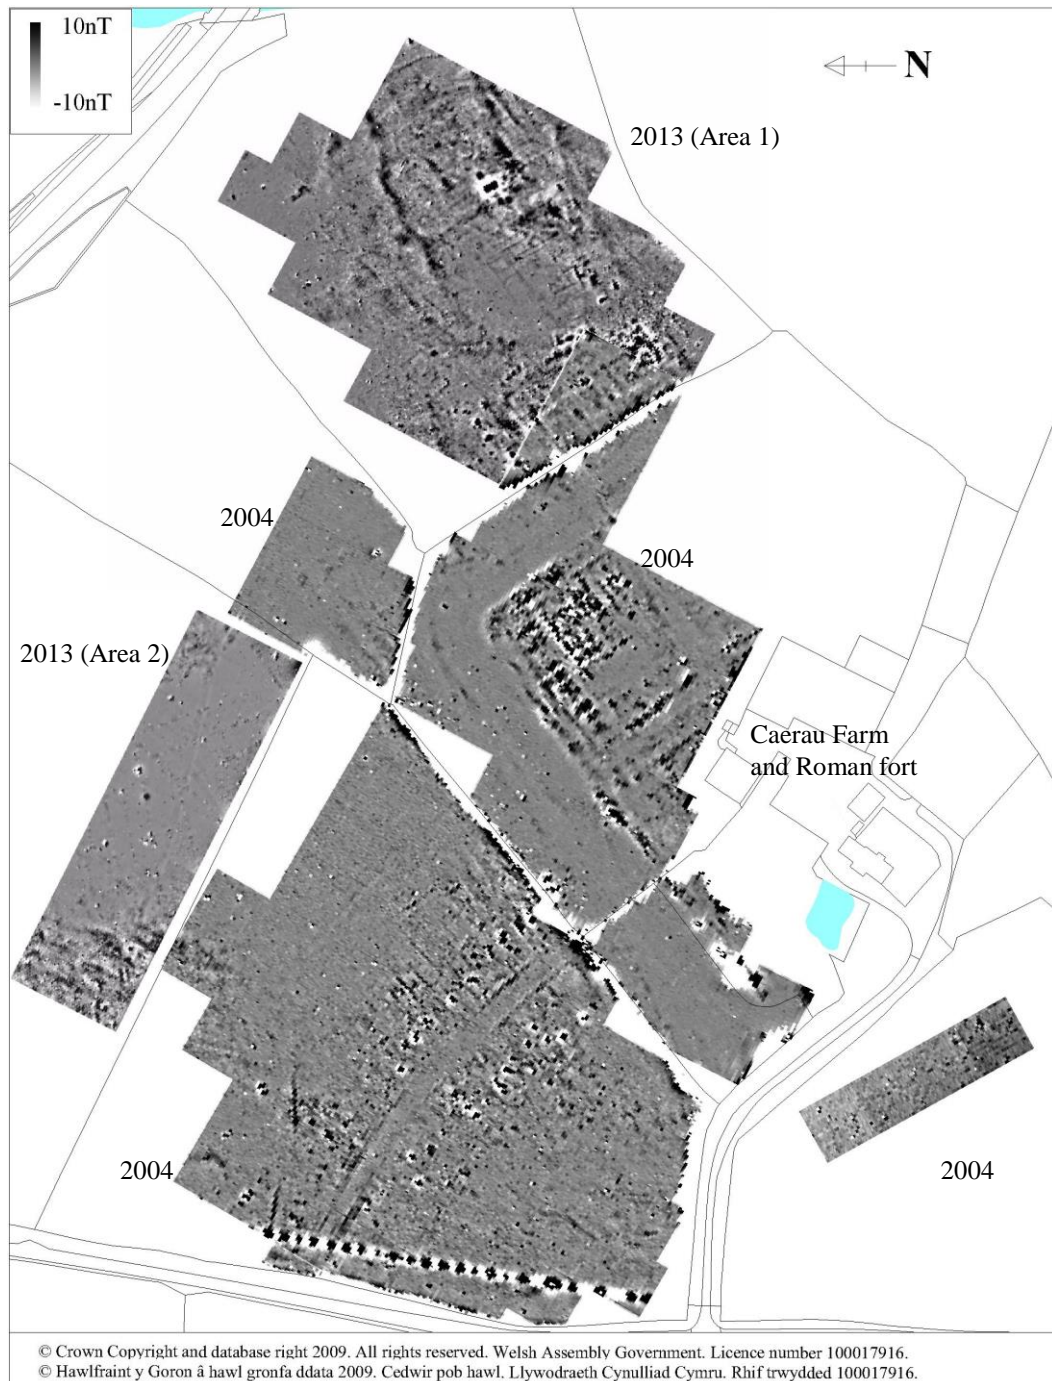 10nT
-10nT
N
2013 (Area 1)
2004
2004
2013 (Area 2)
Caerau Farm
and Roman fort
2004
2004
© Crown Copyright and database right 2009. All rights reserved. Welsh Assembly Government. Licence number 100017916.
© Hawlfraint y Goron â hawl gronfa ddata 2009. Cedwir pob hawl. Llywodraeth Cynulliad Cymru. Rhif trwydded 100017916.